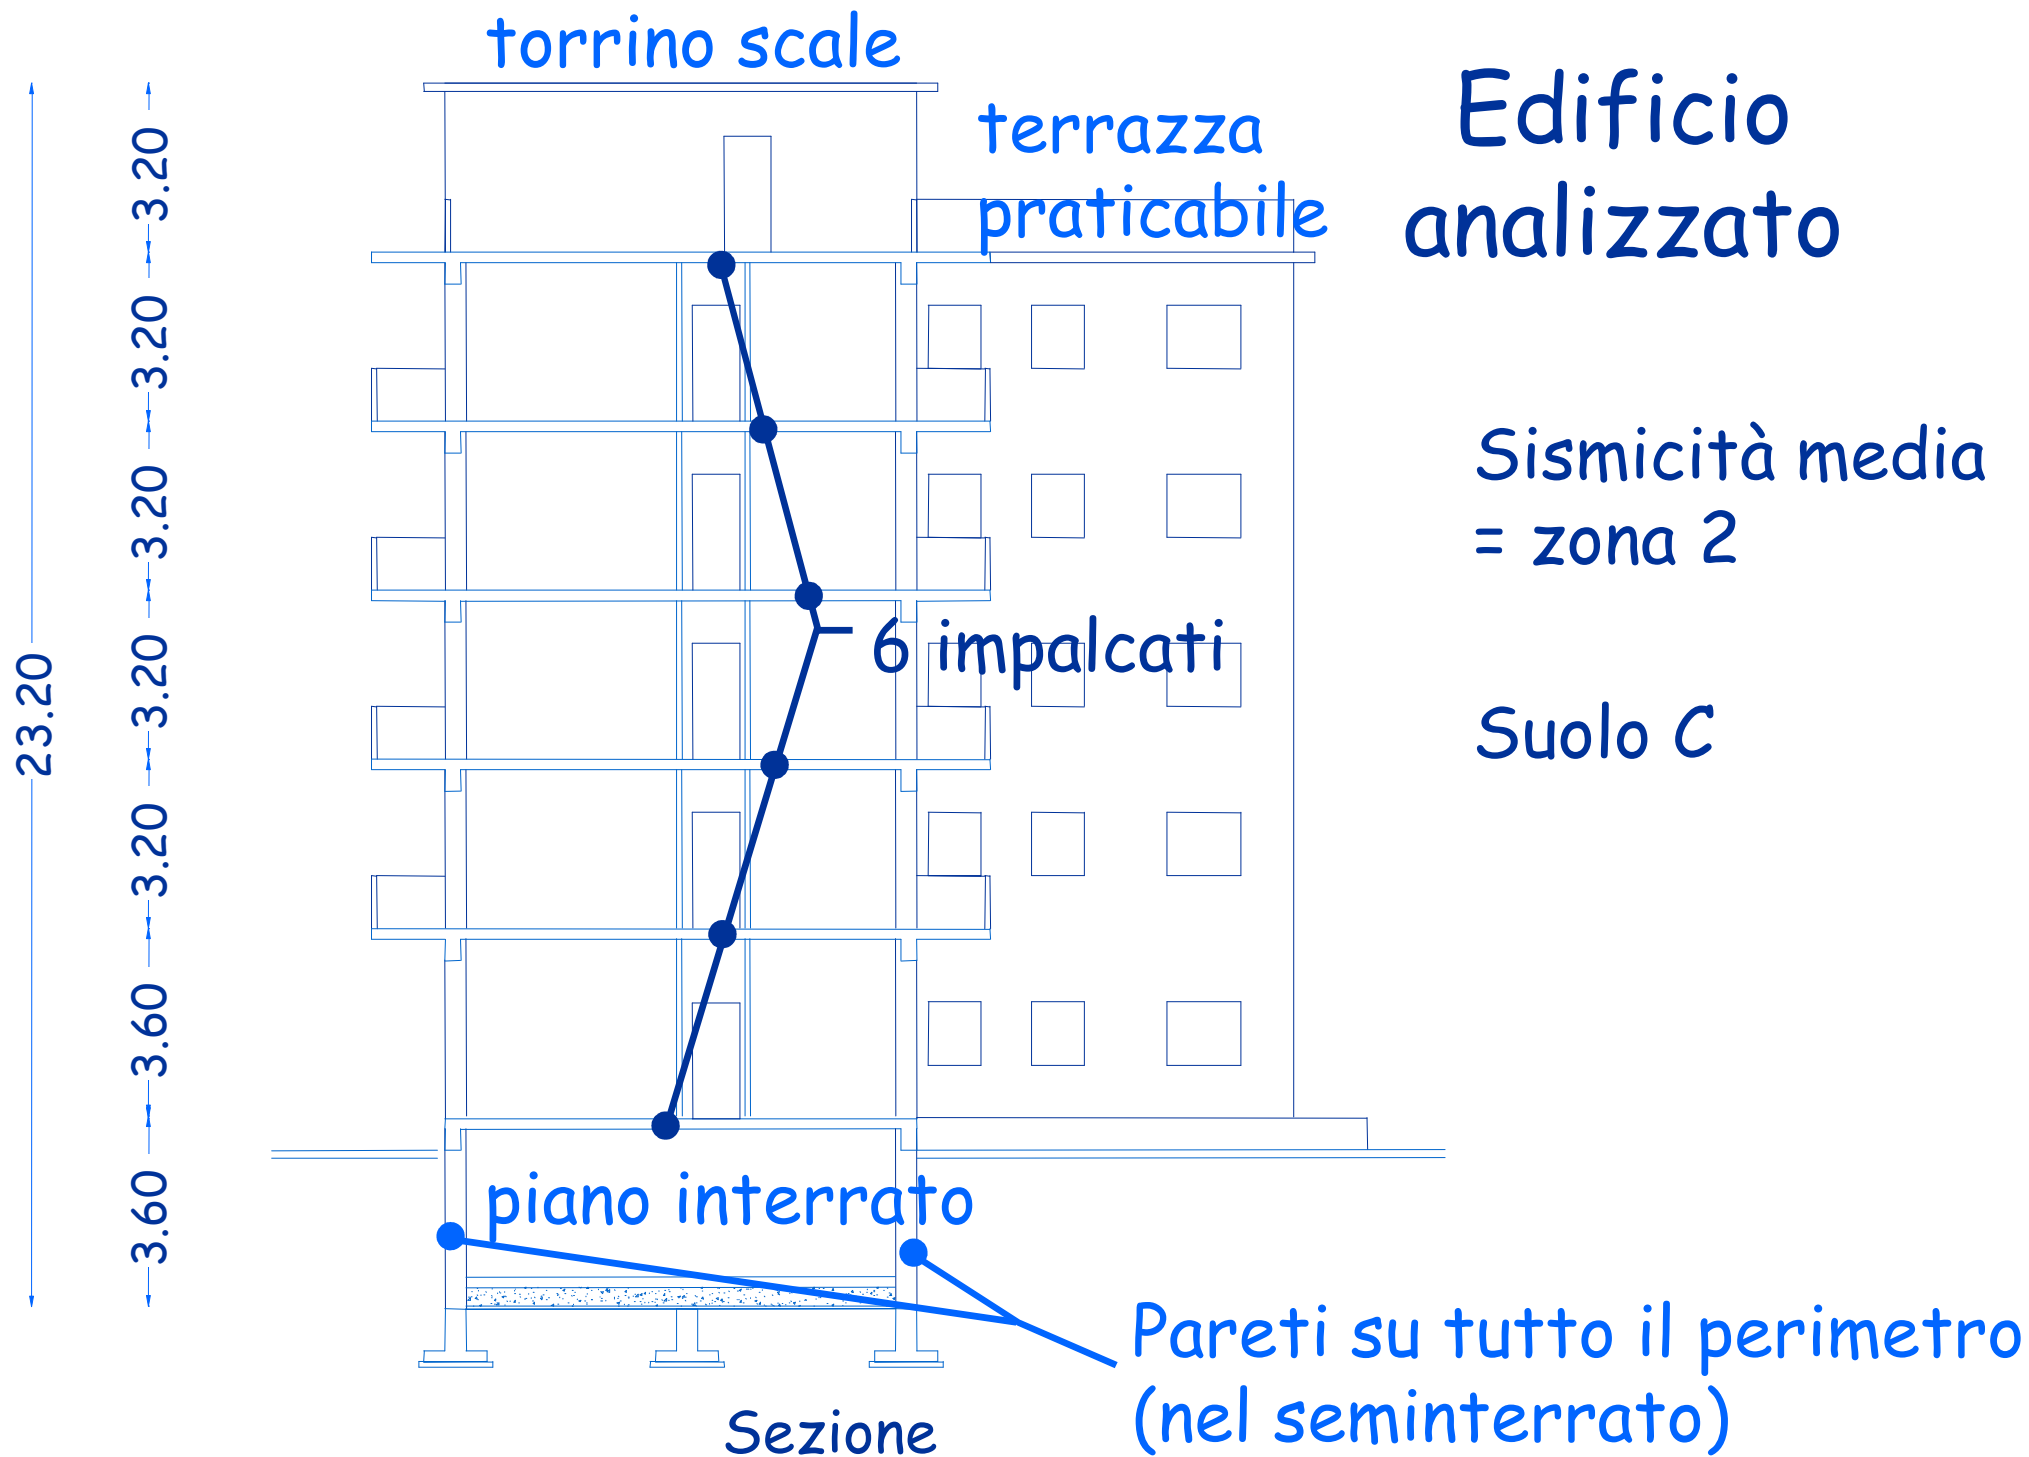 torrino scale
terrazza
praticabile
Edificio
analizzato
Sismicità media
= zona 2
Suolo C
6 impalcati
23.20
3.20
3.20
3.20
3.20
3.20
3.60
3.60
piano interrato
Pareti su tutto il perimetro
(nel seminterrato)
Sezione